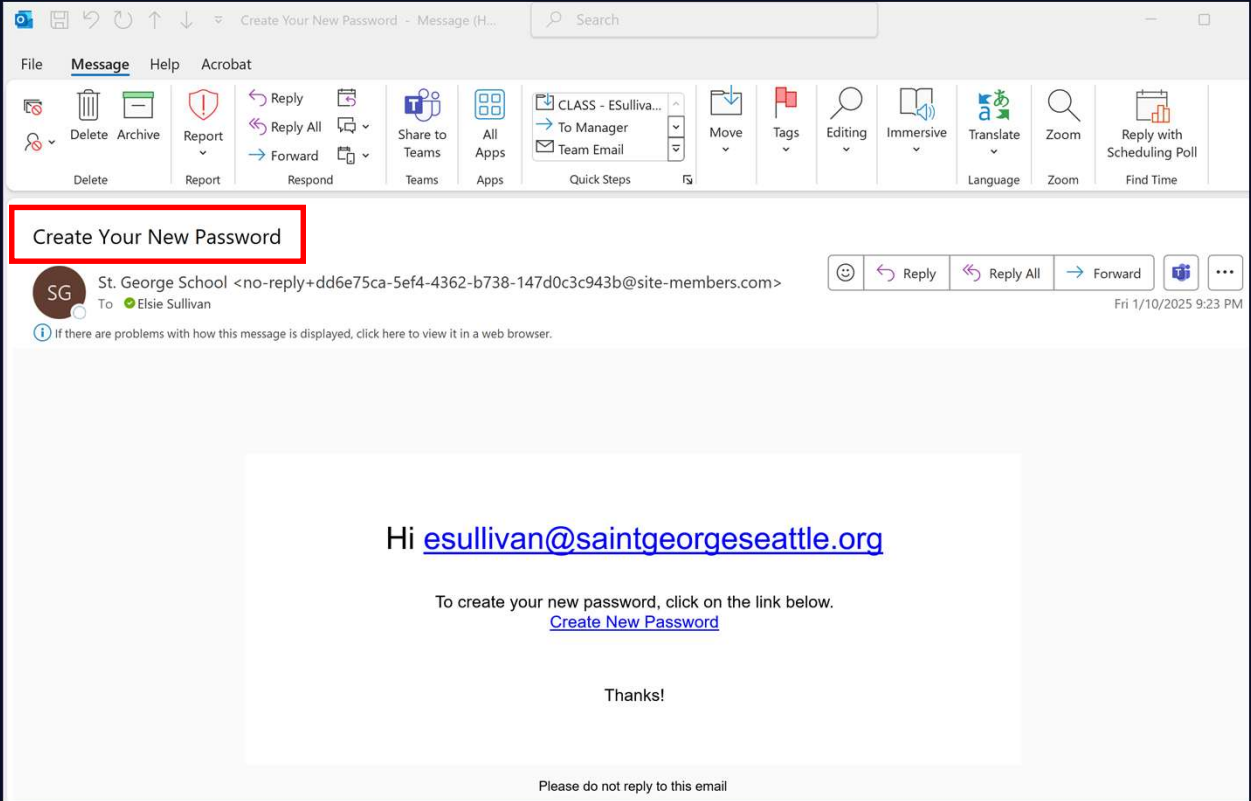 Create Your New Password - Message (H... Search
File Message Help Acrobat
Delete Archive
Report
Reply
Reply All
Forward
Share to
Teams
All
Apps
CLASS - ESulliva...
To Manager
Team Email
Move
Tags
Editing
Immersive
Translate
Zoom
Reply with
Scheduling Poll
Delete Report Respond Teams Apps Quick Steps Language Zoom Find Time
Create Your New Password
SG
St. George School <no-reply+dd6e75ca-5ef4-4362-b738-147d0c3c943b@site-members.com>
Reply Reply All Forward
To Elsie Sullivan
Fri 1/10/2025 9:23 PM
If there are problems with how this message is displayed, click here to view it in a web browser.
Hi esullivan@saintgeorgeseattle.org
To create your new password, click on the link below.
Create New Password
Thanks!
Please do not reply to this email